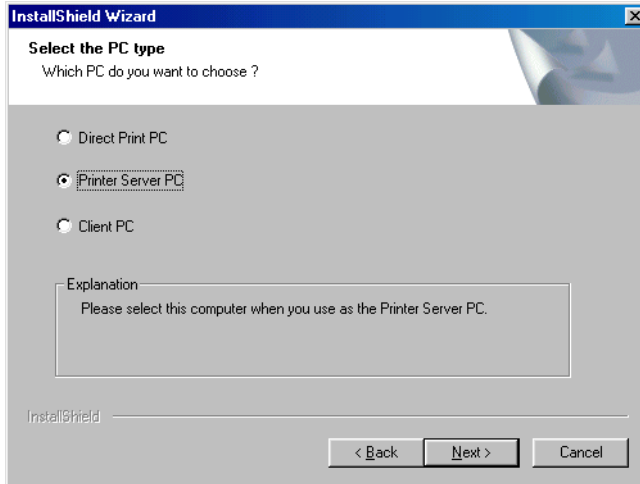 InstallShield Wizard
Select the PC type
Which PC do you want to choose ?
Direct Print PC
Printer Server PC
Client PC
Explanation
Please select this computer when you use as the Printer Server PC.
InstallShield
< Back Next > Cancel